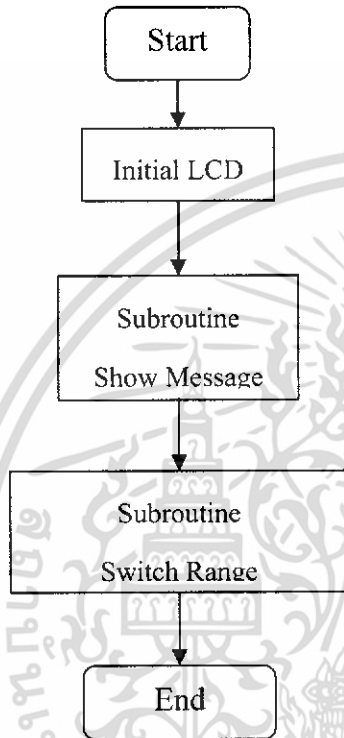 Start
Initial LCD
Subroutine
Show Message
Subroutine
Switch Range
End